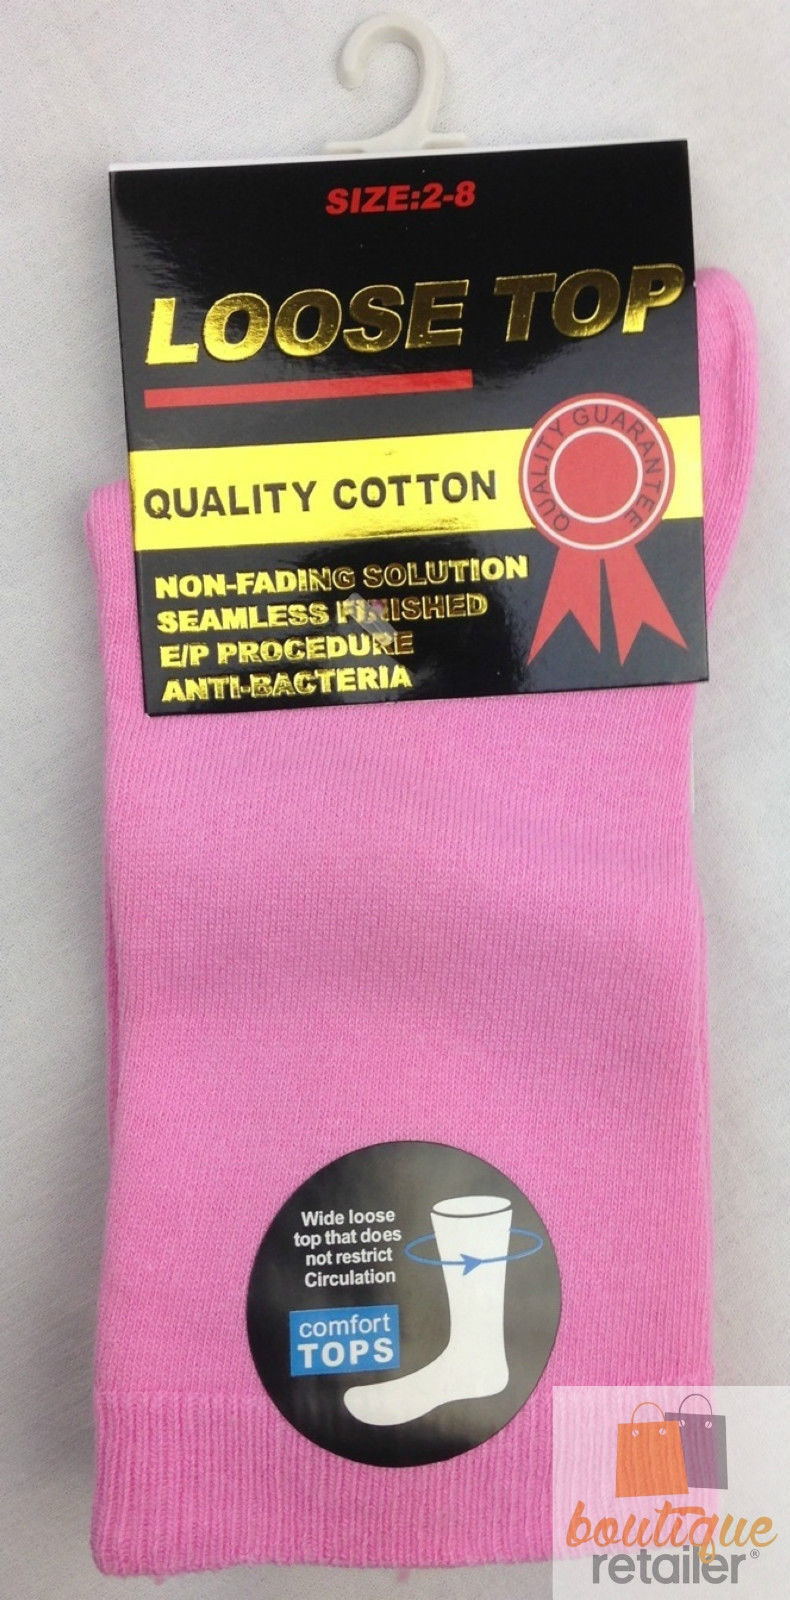 SIZE:2-8
LOOSE TOP
QUALITY COTTON
QUALITY GUARANTEE
NON-FADING SOLUTION
SEAMLESS FINISHED
E/P PROCEDURE
ANTI-BACTERIA
Wide loose
top that does
not restrict
Circulation
comfort
TOPS
boutique
retailer®